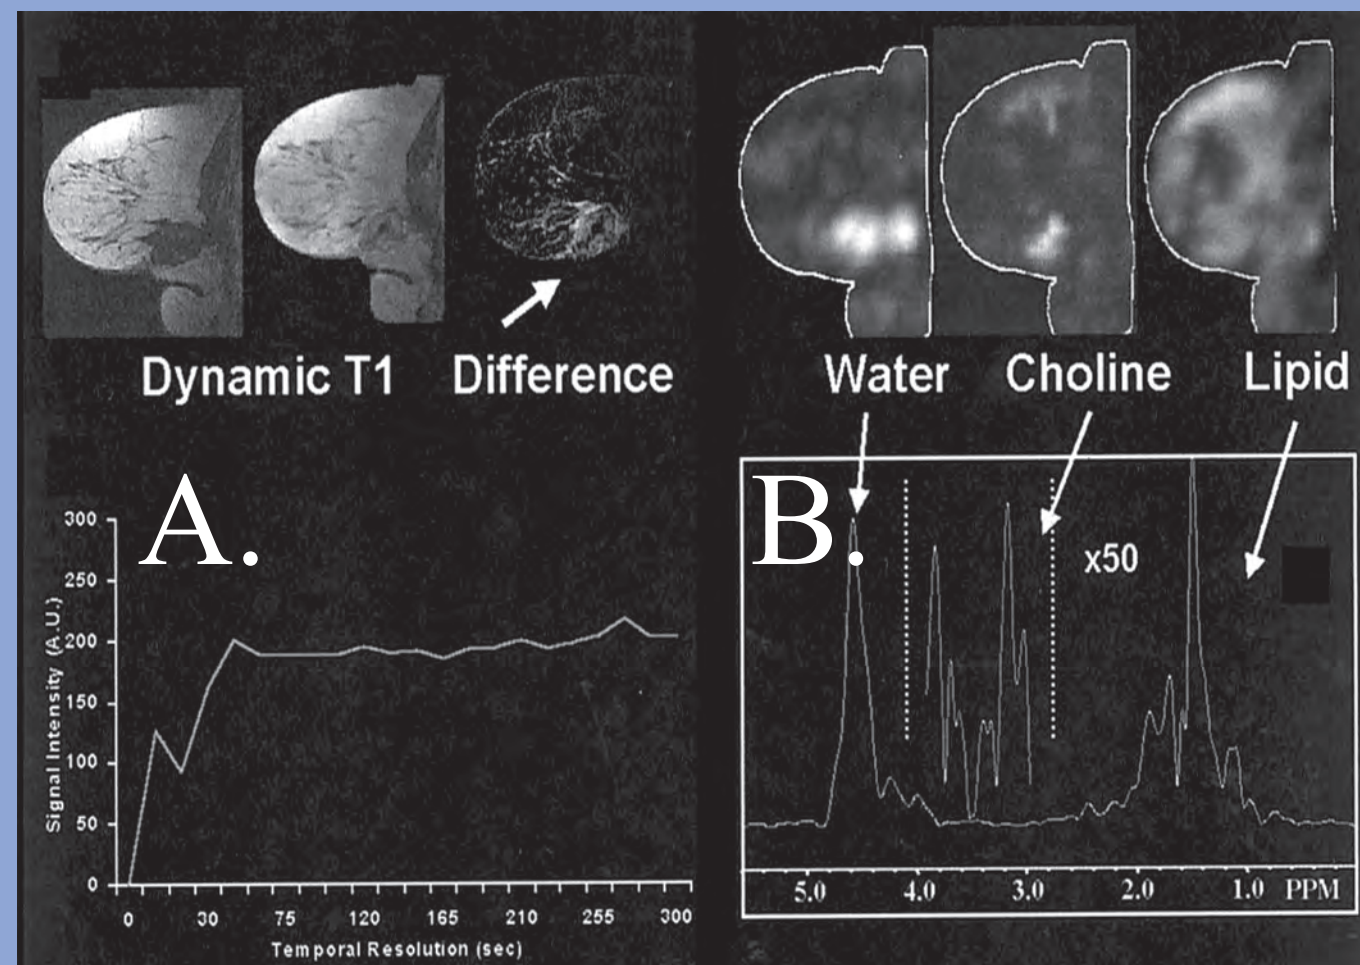 Dynamic T1 Difference
A.
300
250
200
150
100
50
0
Signal Intensity (A.U.)
0 30 75 120 165 210 255 300
Temporal Resolution (sec)
Water Choline Lipid
B.
x50
5.0 4.0 3.0 2.0 1.0 PPM